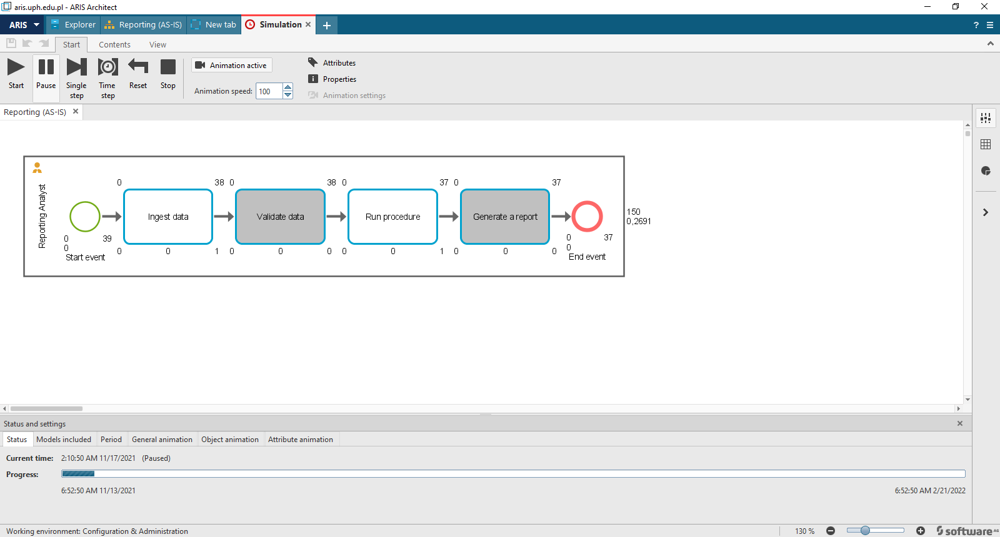 aris.uph.edu.pl - ARIS Architect
ARIS Explorer Reporting (AS-IS) New tab Simulation
Start Contents View
Start Pause Single step Time step Reset Stop
Animation active
Animation speed: 100
Attributes
Properties
Animation settings
Reporting (AS-IS)
Reporting Analyst
0 38 0 38 0 37 0 37
Ingest data Validate data Run procedure Generate a report
150
0,2691
0 39
0
Start event
0 0 1 0 0 0 0 0 1 0 0 0
0 37
0
End event
Status and settings
Status Models included Period General animation Object animation Attribute animation
Current time: 2:10:50 AM 11/17/2021 (Paused)
Progress:
6:52:50 AM 11/13/2021 6:52:50 AM 2/21/2022
Working environment: Configuration & Administration 130 % software AG